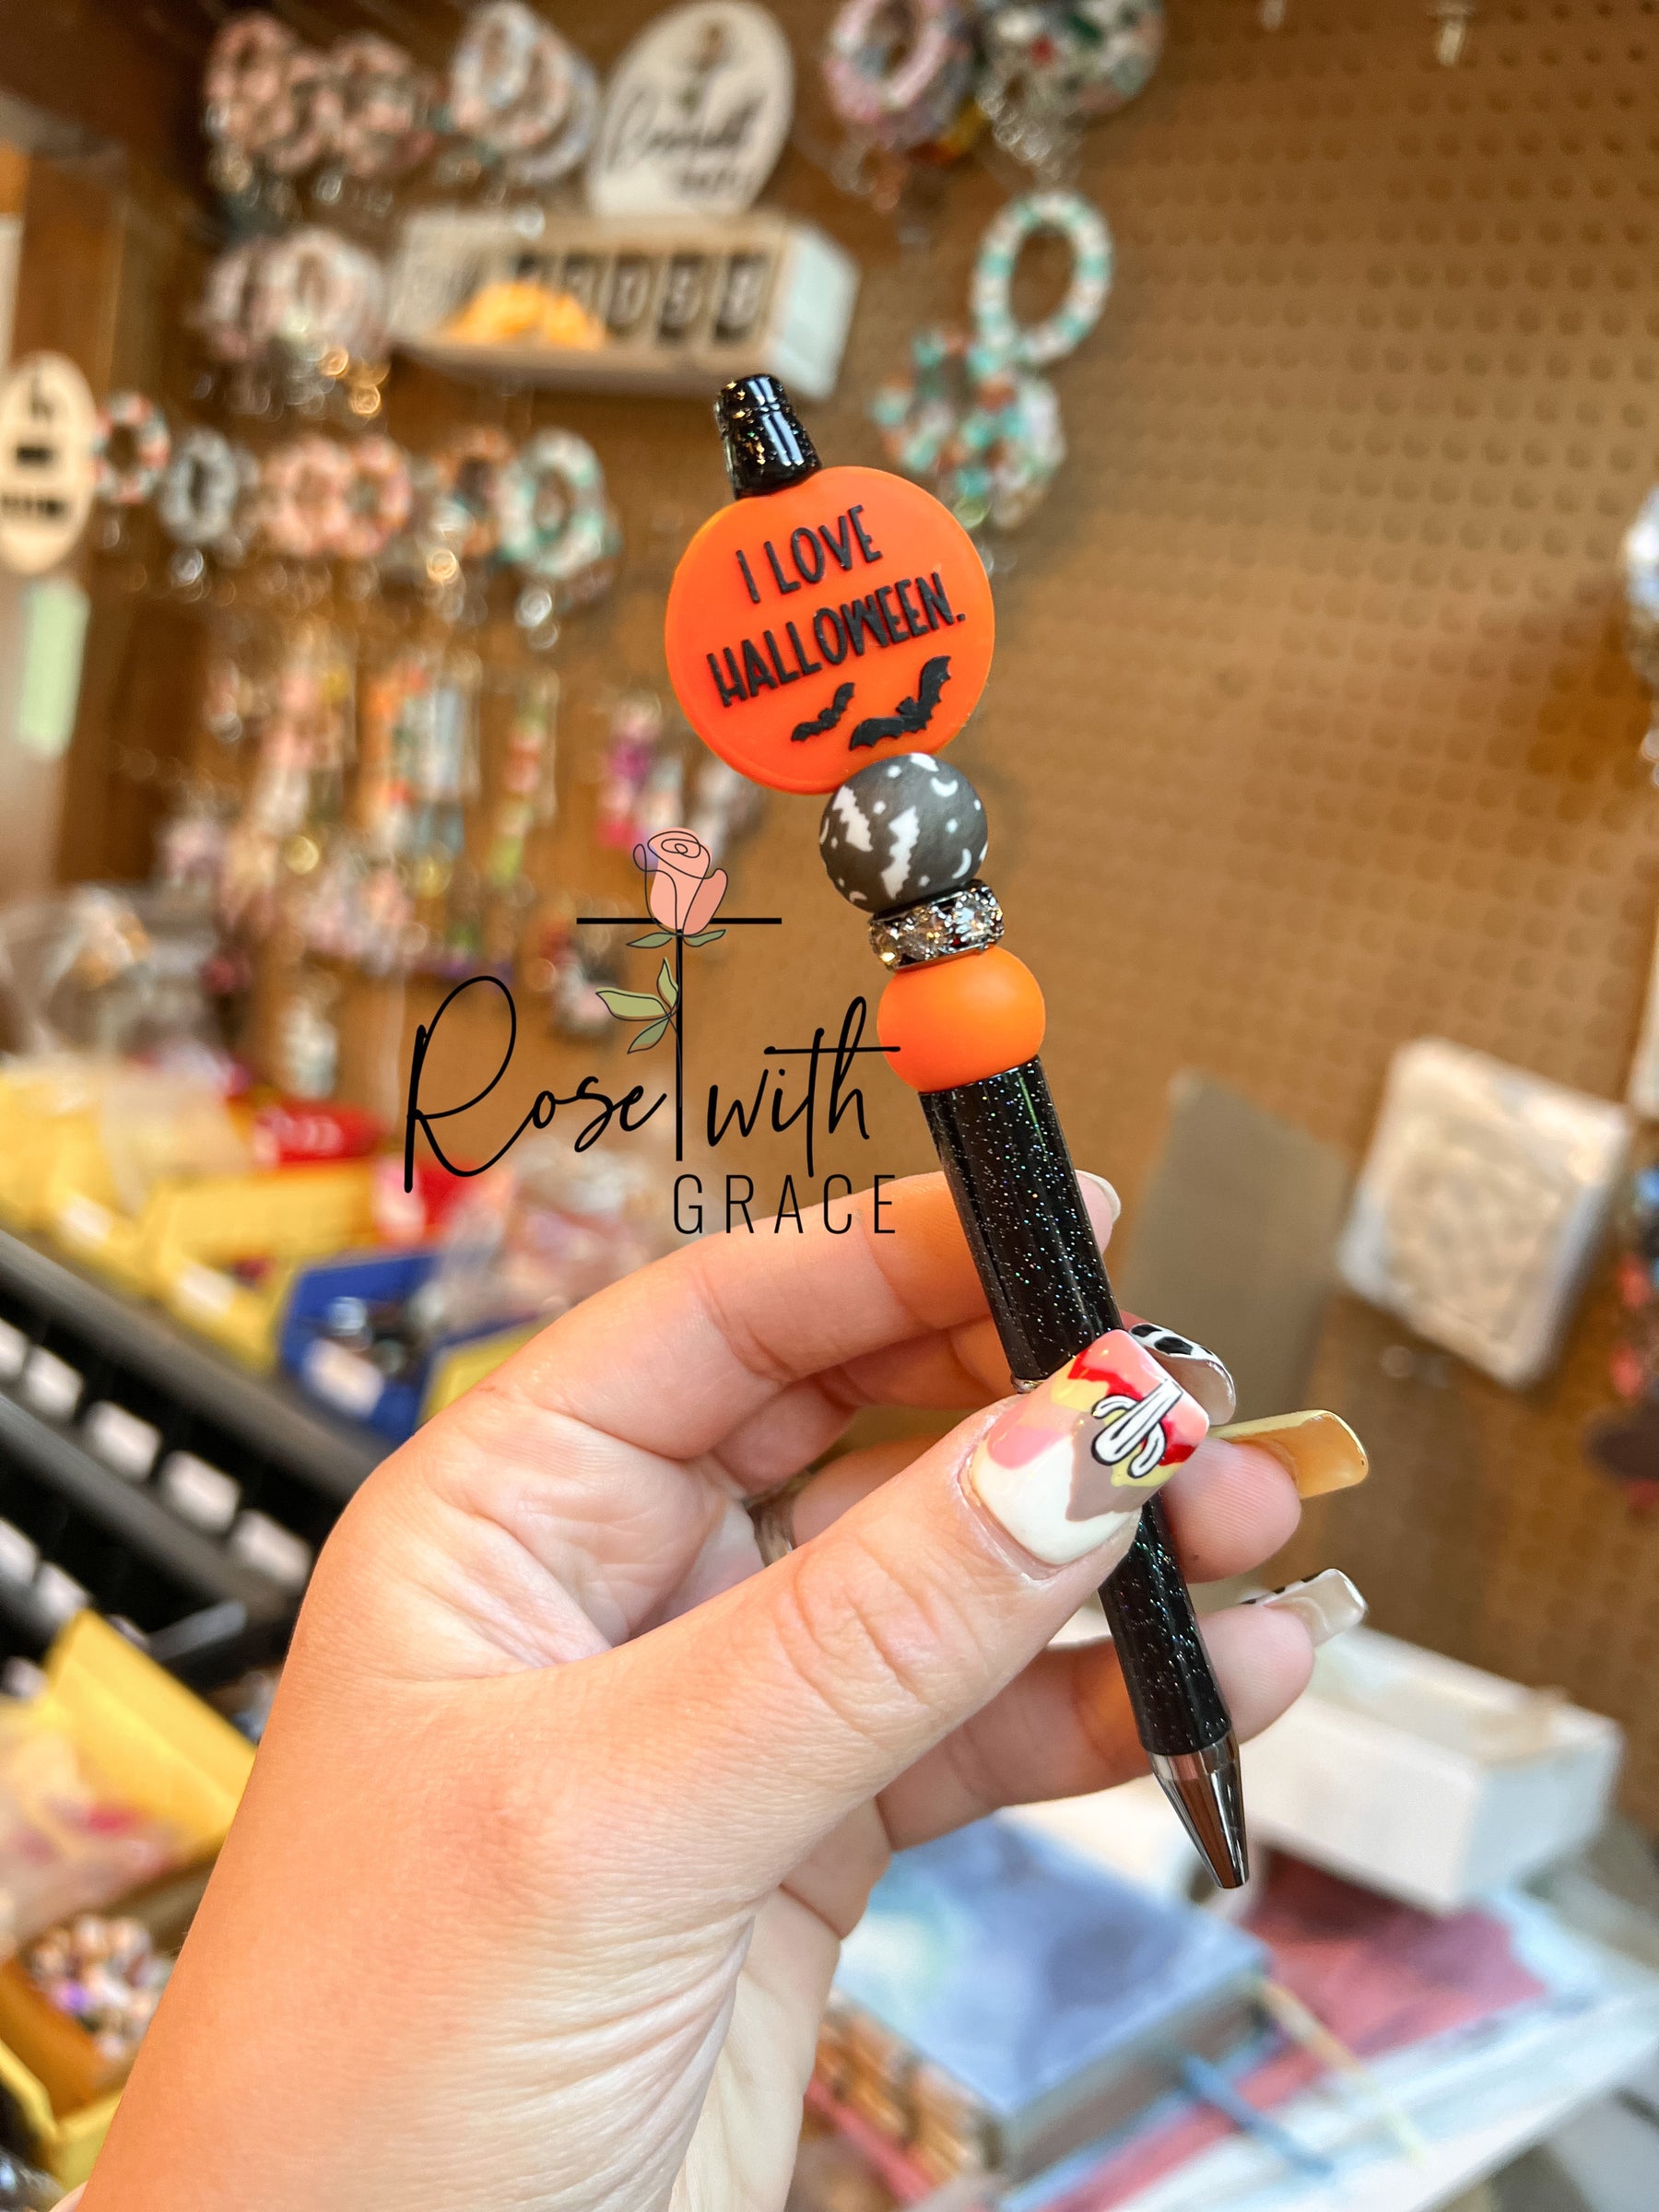 I LOVE
HALLOWEEN.
Rose with
GRACE